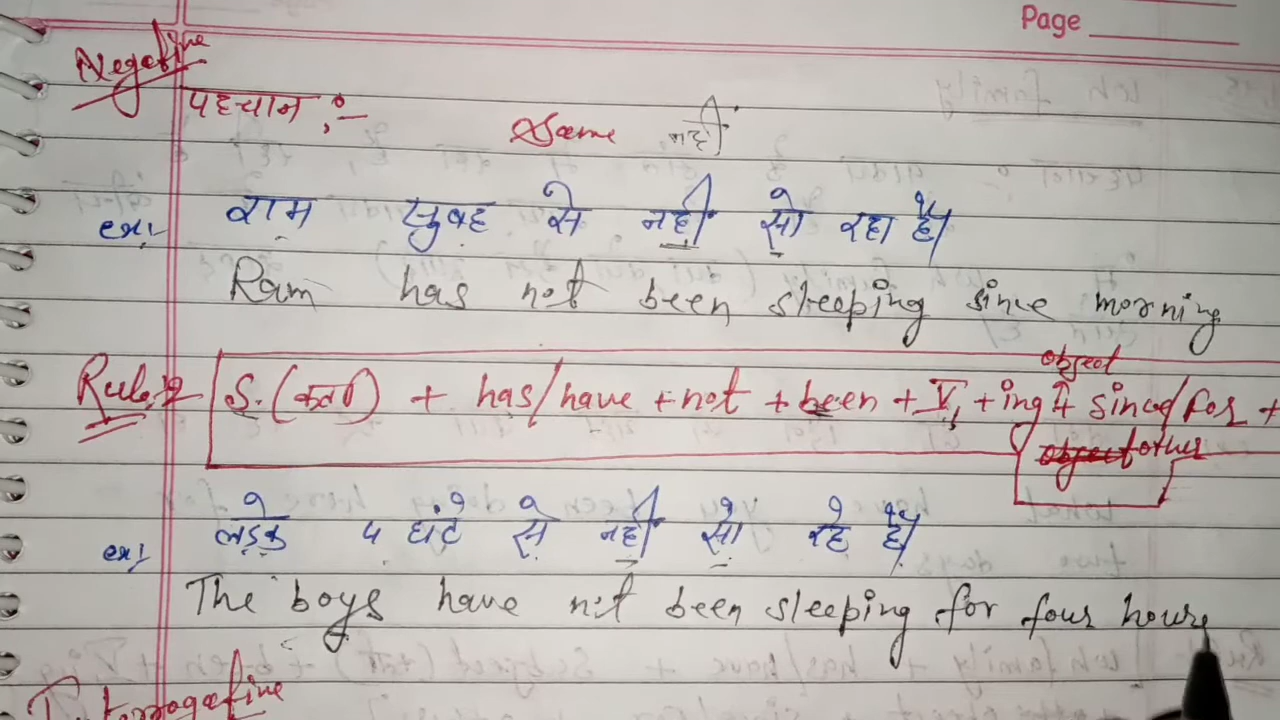 Page
Negative
पहचान :-
Same नहीं
ex:- राम सुबह से नहीं सो रहा है।
Ram has not been sleeping since morning
Rule:- S. (कर्ता) + has/have + not + been + V1 + ing + object + since/for +
other
ex:- लड़के ५ घंटे से नहीं सो रहे हैं।
The boys have not been sleeping for four hours
Interrogative